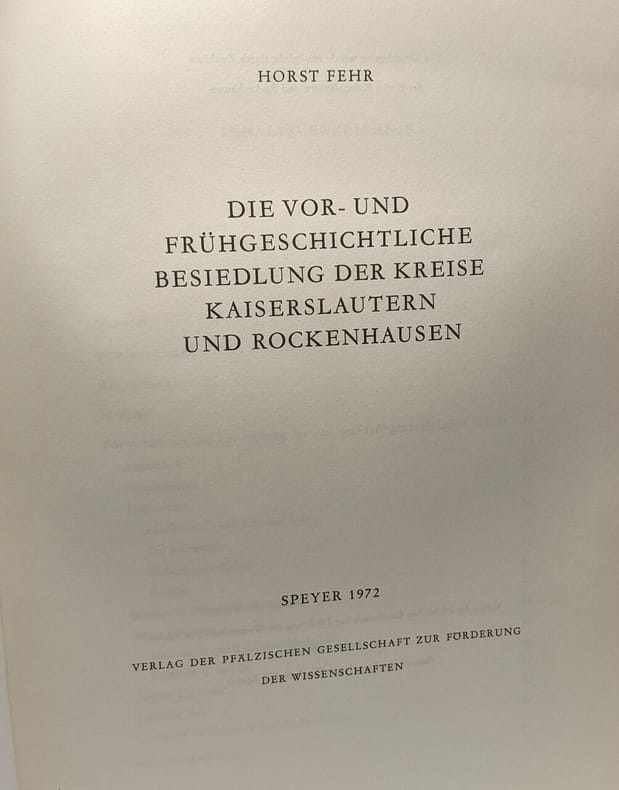 HORST FEHR
DIE VOR- UND
FRÜHGESCHICHTLICHE
BESIEDLUNG DER KREISE
KAISERSLAUTERN
UND ROCKENHAUSEN
SPEYER 1972
VERLAG DER PFÄLZISCHEN GESELLSCHAFT ZUR FÖRDERUNG
DER WISSENSCHAFTEN